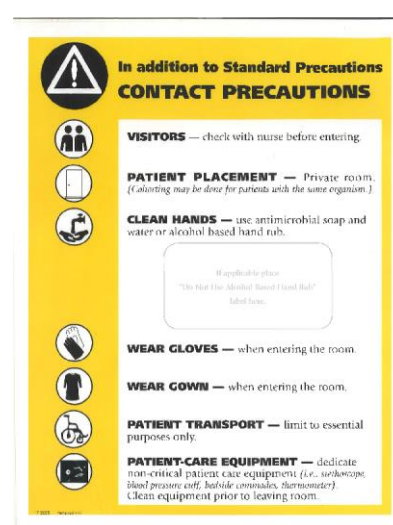 In addition to Standard Precautions
CONTACT PRECAUTIONS
VISITORS — check with nurse before entering.
PATIENT PLACEMENT — Private room.
(Cohorting may be done for patients with the same organism.)
CLEAN HANDS — use antimicrobial soap and
water or alcohol based hand rub.
If applicable place
"Do Not Use Alcohol Based Hand Rub"
label here.
WEAR GLOVES — when entering the room.
WEAR GOWN — when entering the room.
PATIENT TRANSPORT — limit to essential
purposes only.
PATIENT-CARE EQUIPMENT — dedicate
non-critical patient care equipment (i.e., stethoscope,
blood pressure cuff, bedside commodes, thermometer).
Clean equipment prior to leaving room.